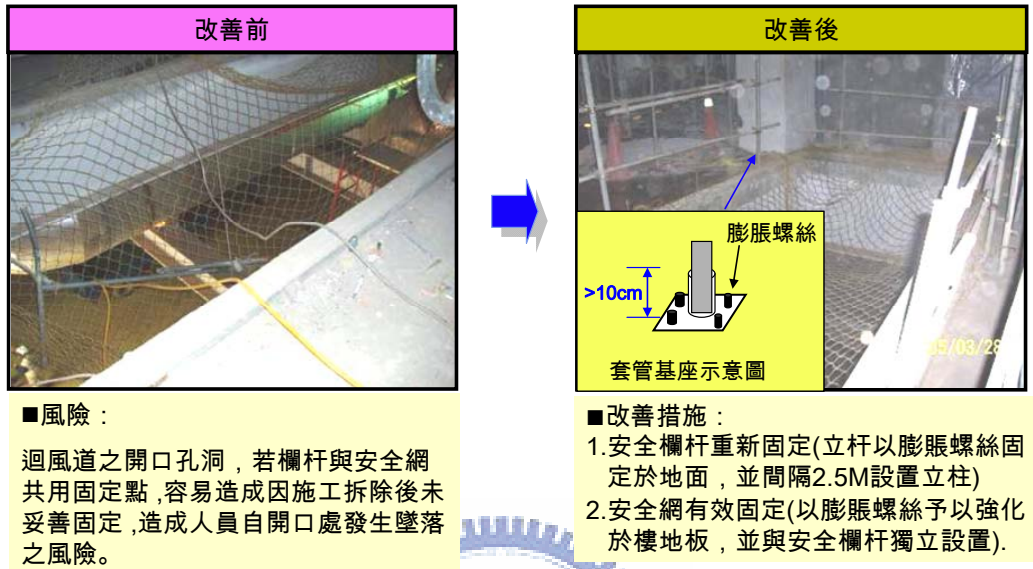 改善前
■風險：
迴風道之開口孔洞，若欄杆與安全網
共用固定點 ,容易造成因施工拆除後未
妥善固定 ,造成人員自開口處發生墜落
之風險。
改善後
膨脹螺絲
>10cm
套管基座示意圖
05/03/28
■改善措施：
1.安全欄杆重新固定(立杆以膨賬螺絲固
定於地面，並間隔2.5M設置立柱)
2.安全網有效固定(以膨賬螺絲予以強化
於樓地板，並與安全欄杆獨立設置).